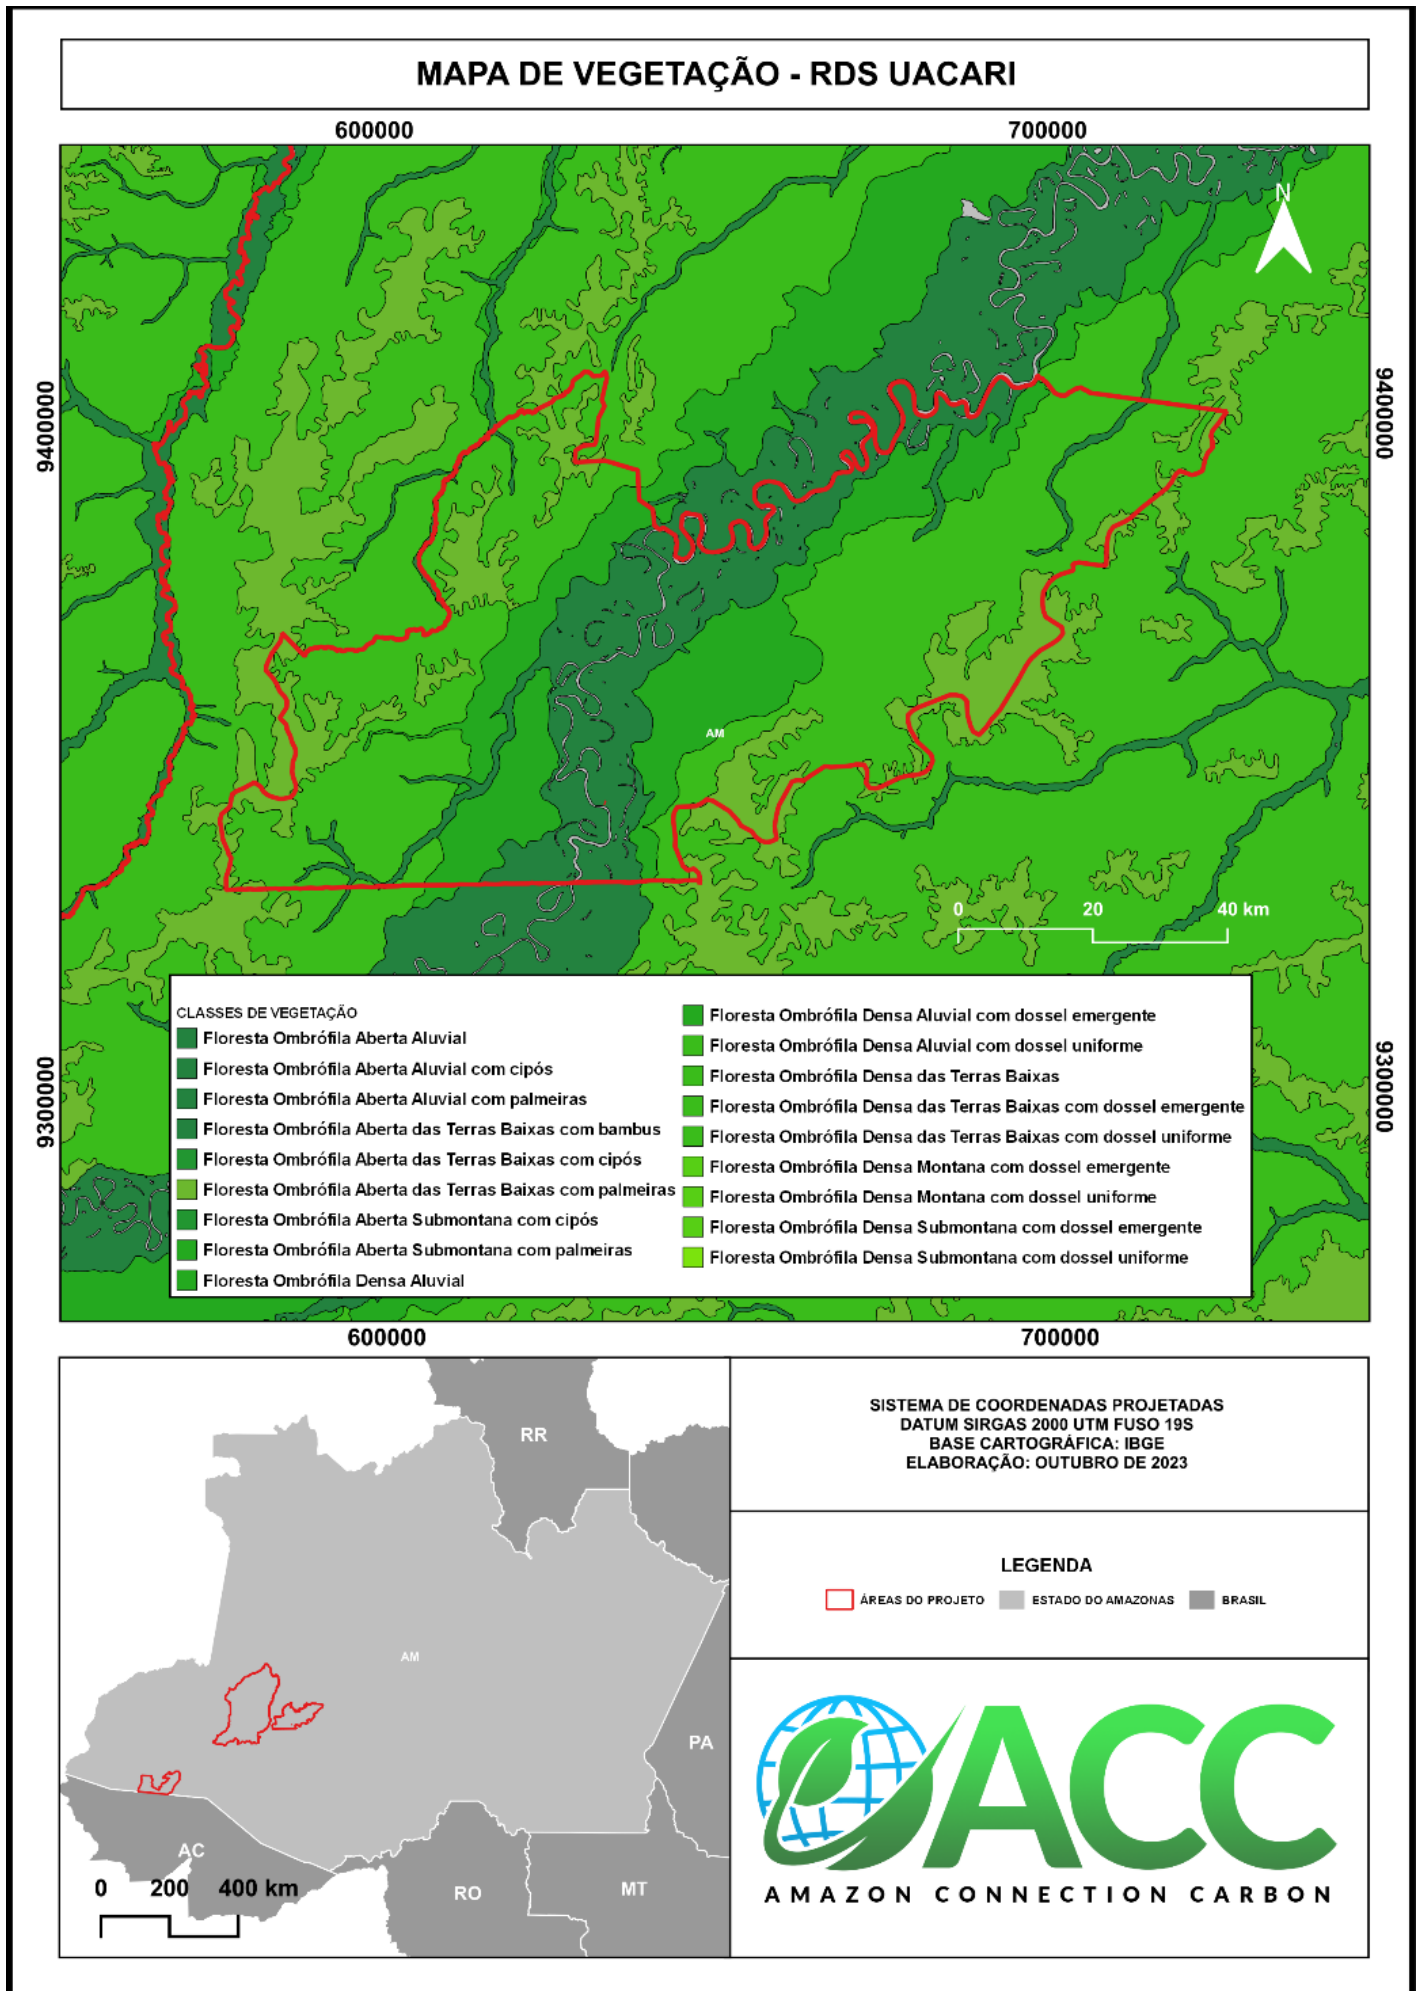 MAPA DE VEGETAÇÃO - RDS UACARI
600000
700000
N
9400000
9400000
AM
0 20 40 km
CLASSES DE VEGETAÇÃO
Floresta Ombrófila Aberta Aluvial
Floresta Ombrófila Aberta Aluvial com cipós
Floresta Ombrófila Aberta Aluvial com palmeiras
Floresta Ombrófila Aberta das Terras Baixas com bambus
Floresta Ombrófila Aberta das Terras Baixas com cipós
Floresta Ombrófila Aberta das Terras Baixas com palmeiras
Floresta Ombrófila Aberta Submontana com cipós
Floresta Ombrófila Aberta Submontana com palmeiras
Floresta Ombrófila Densa Aluvial
Floresta Ombrófila Densa Aluvial com dossel emergente
Floresta Ombrófila Densa Aluvial com dossel uniforme
Floresta Ombrófila Densa das Terras Baixas
Floresta Ombrófila Densa das Terras Baixas com dossel emergente
Floresta Ombrófila Densa das Terras Baixas com dossel uniforme
Floresta Ombrófila Densa Montana com dossel emergente
Floresta Ombrófila Densa Montana com dossel uniforme
Floresta Ombrófila Densa Submontana com dossel emergente
Floresta Ombrófila Densa Submontana com dossel uniforme
9300000
9300000
600000
700000
RR
AM
PA
AC
RO
MT
0 200 400 km
SISTEMA DE COORDENADAS PROJETADAS
DATUM SIRGAS 2000 UTM FUSO 19S
BASE CARTOGRÁFICA: IBGE
ELABORAÇÃO: OUTUBRO DE 2023
LEGENDA
ÁREAS DO PROJETO
ESTADO DO AMAZONAS
BRASIL
ACC
AMAZON CONNECTION CARBON